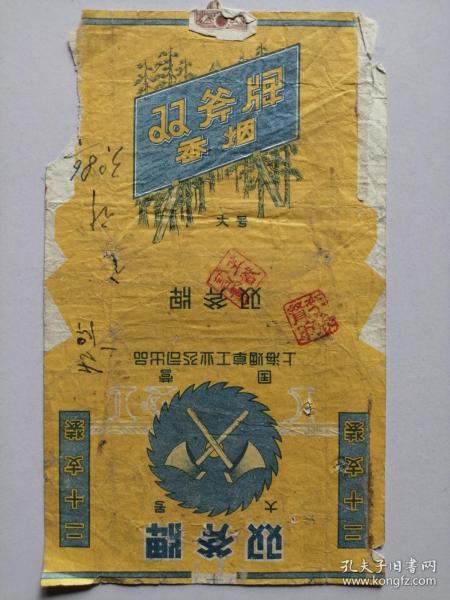 双斧牌
香烟
大号
双斧牌
国营
上海烟草工业公司出品
大号
双斧牌
二十支装
二十支装
孔夫子旧书网
www.kongfz.com